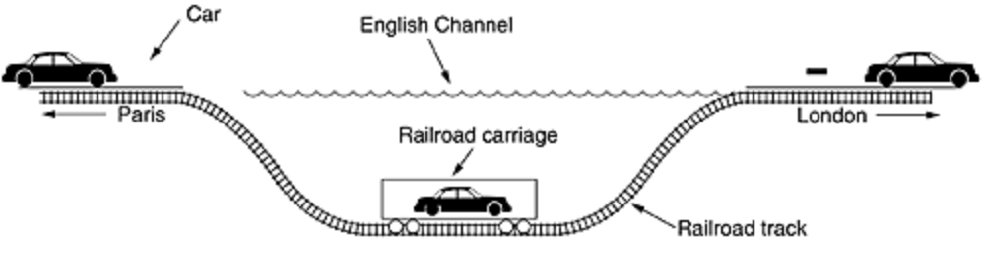 Car
English Channel
Paris
London
Railroad carriage
Railroad track